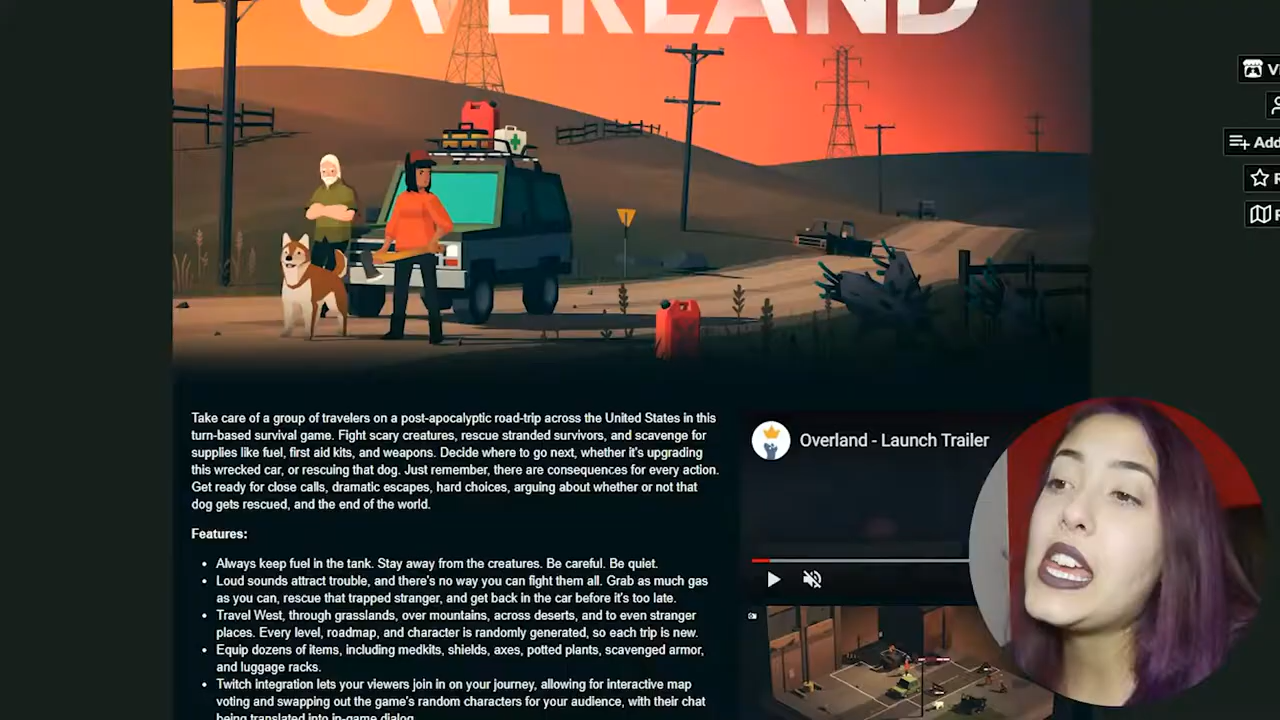 OVERLAND
Add
Take care of a group of travelers on a post-apocalyptic road-trip across the United States in this
turn-based survival game. Fight scary creatures, rescue stranded survivors, and scavenge for
supplies like fuel, first aid kits, and weapons. Decide where to go next, whether it's upgrading
this wrecked car, or rescuing that dog. Just remember, there are consequences for every action.
Get ready for close calls, dramatic escapes, hard choices, arguing about whether or not that
dog gets rescued, and the end of the world.
Features:
Always keep fuel in the tank. Stay away from the creatures. Be careful. Be quiet.
Loud sounds attract trouble, and there's no way you can fight them all. Grab as much gas
as you can, rescue that trapped stranger, and get back in the car before it's too late.
Travel West, through grasslands, over mountains, across deserts, and to even stranger
places. Every level, roadmap, and character is randomly generated, so each trip is new.
Equip dozens of items, including medkits, shields, axes, potted plants, scavenged armor,
and luggage racks.
Twitch integration lets your viewers join in on your journey, allowing for interactive map
voting and swapping out the game's random characters for your audience, with their chat
being translated into in-game dialog.
Overland - Launch Trailer